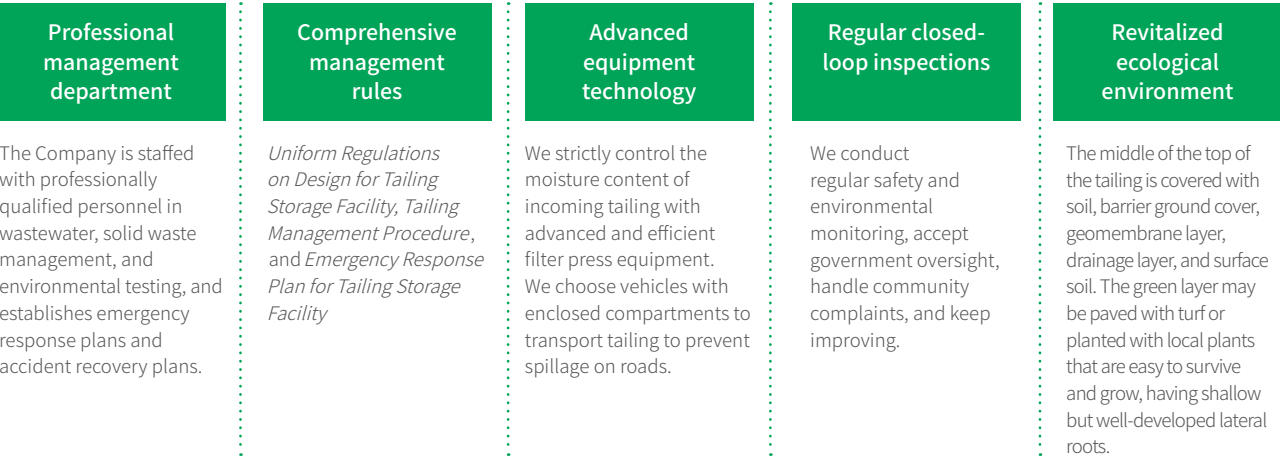 Professional
management
department
The Company is staffed
with professionally
qualified personnel in
wastewater, solid waste
management, and
environmental testing, and
establishes emergency
response plans and
accident recovery plans.
Comprehensive
management
rules
Uniform Regulations
on Design for Tailing
Storage Facility, Tailing
Management Procedure,
and Emergency Response
Plan for Tailing Storage
Facility
Advanced
equipment
technology
We strictly control the
moisture content of
incoming tailing with
advanced and efficient
filter press equipment.
We choose vehicles with
enclosed compartments to
transport tailing to prevent
spillage on roads.
Regular closed-
loop inspections
We conduct
regular safety and
environmental
monitoring, accept
government oversight,
handle community
complaints, and keep
improving.
Revitalized
ecological
environment
The middle of the top of
the tailing is covered with
soil, barrier ground cover,
geomembrane layer,
drainage layer, and surface
soil. The green layer may
be paved with turf or
planted with local plants
that are easy to survive
and grow, having shallow
but well-developed lateral
roots.